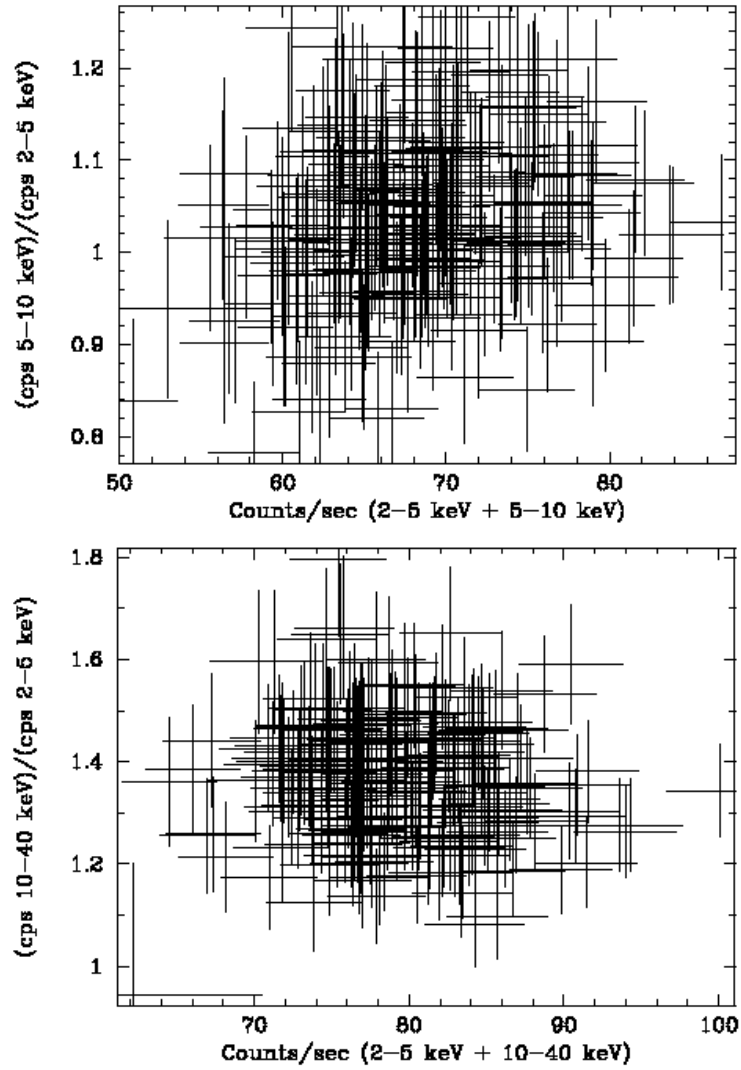 (cps 5-10 keV)/(cps 2-5 keV)
1.2
1.1
1
0.9
0.8
50 60 70 80
Counts/sec (2-5 keV + 5-10 keV)
(cps 10-40 keV)/(cps 2-5 keV)
1.8
1.6
1.4
1.2
1
70 80 90 100
Counts/sec (2-5 keV + 10-40 keV)